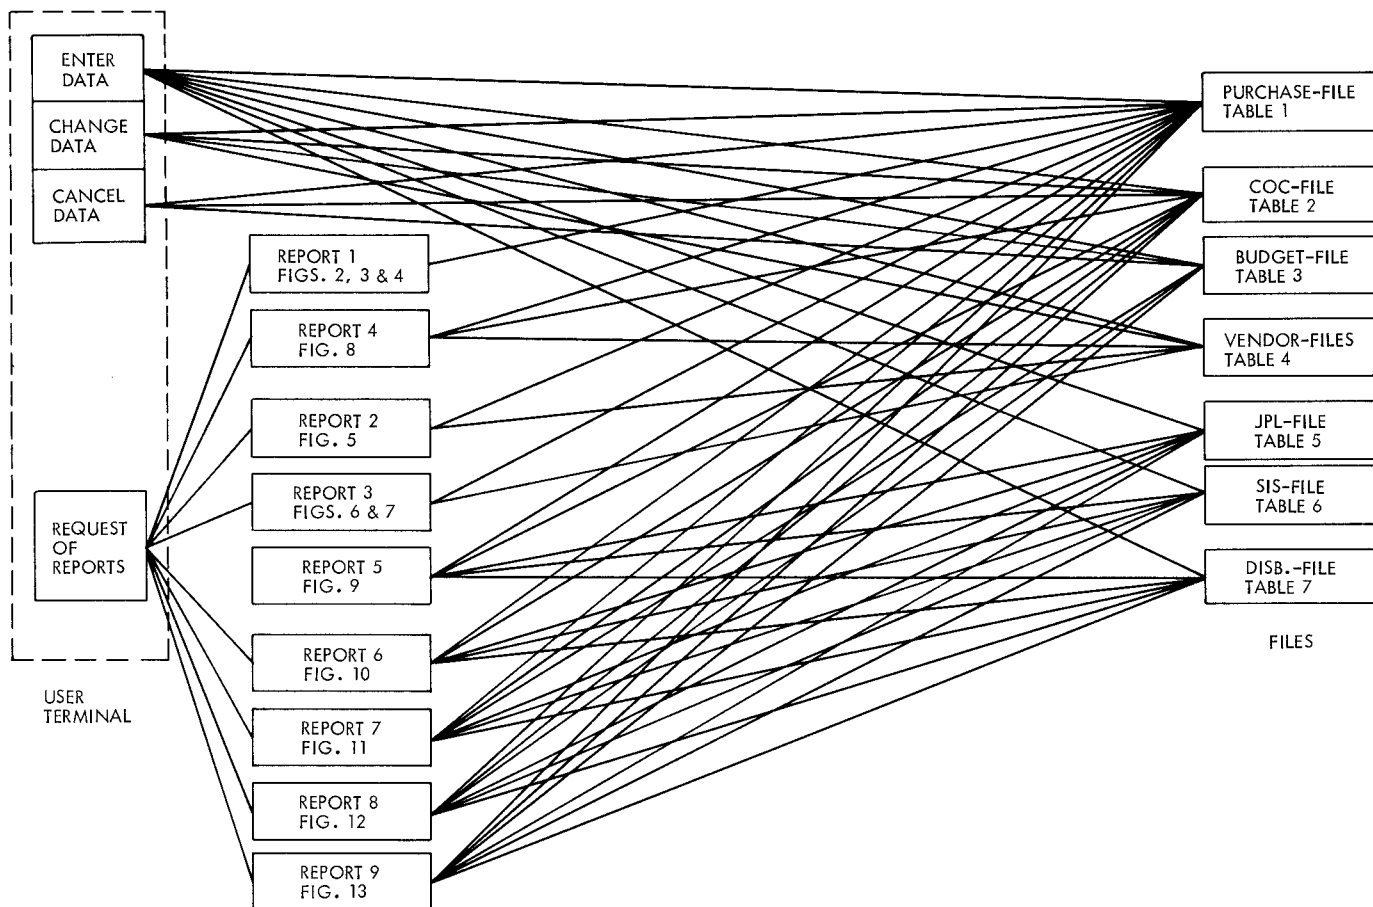 ENTER
DATA
CHANGE
DATA
CANCEL
DATA
REQUEST
OF
REPORTS
USER
TERMINAL
REPORT 1
FIGS. 2, 3 & 4
REPORT 4
FIG. 8
REPORT 2
FIG. 5
REPORT 3
FIGS. 6 & 7
REPORT 5
FIG. 9
REPORT 6
FIG. 10
REPORT 7
FIG. 11
REPORT 8
FIG. 12
REPORT 9
FIG. 13
PURCHASE-FILE
TABLE 1
COC-FILE
TABLE 2
BUDGET-FILE
TABLE 3
VENDOR-FILES
TABLE 4
JPL-FILE
TABLE 5
SIS-FILE
TABLE 6
DISB.-FILE
TABLE 7
FILES